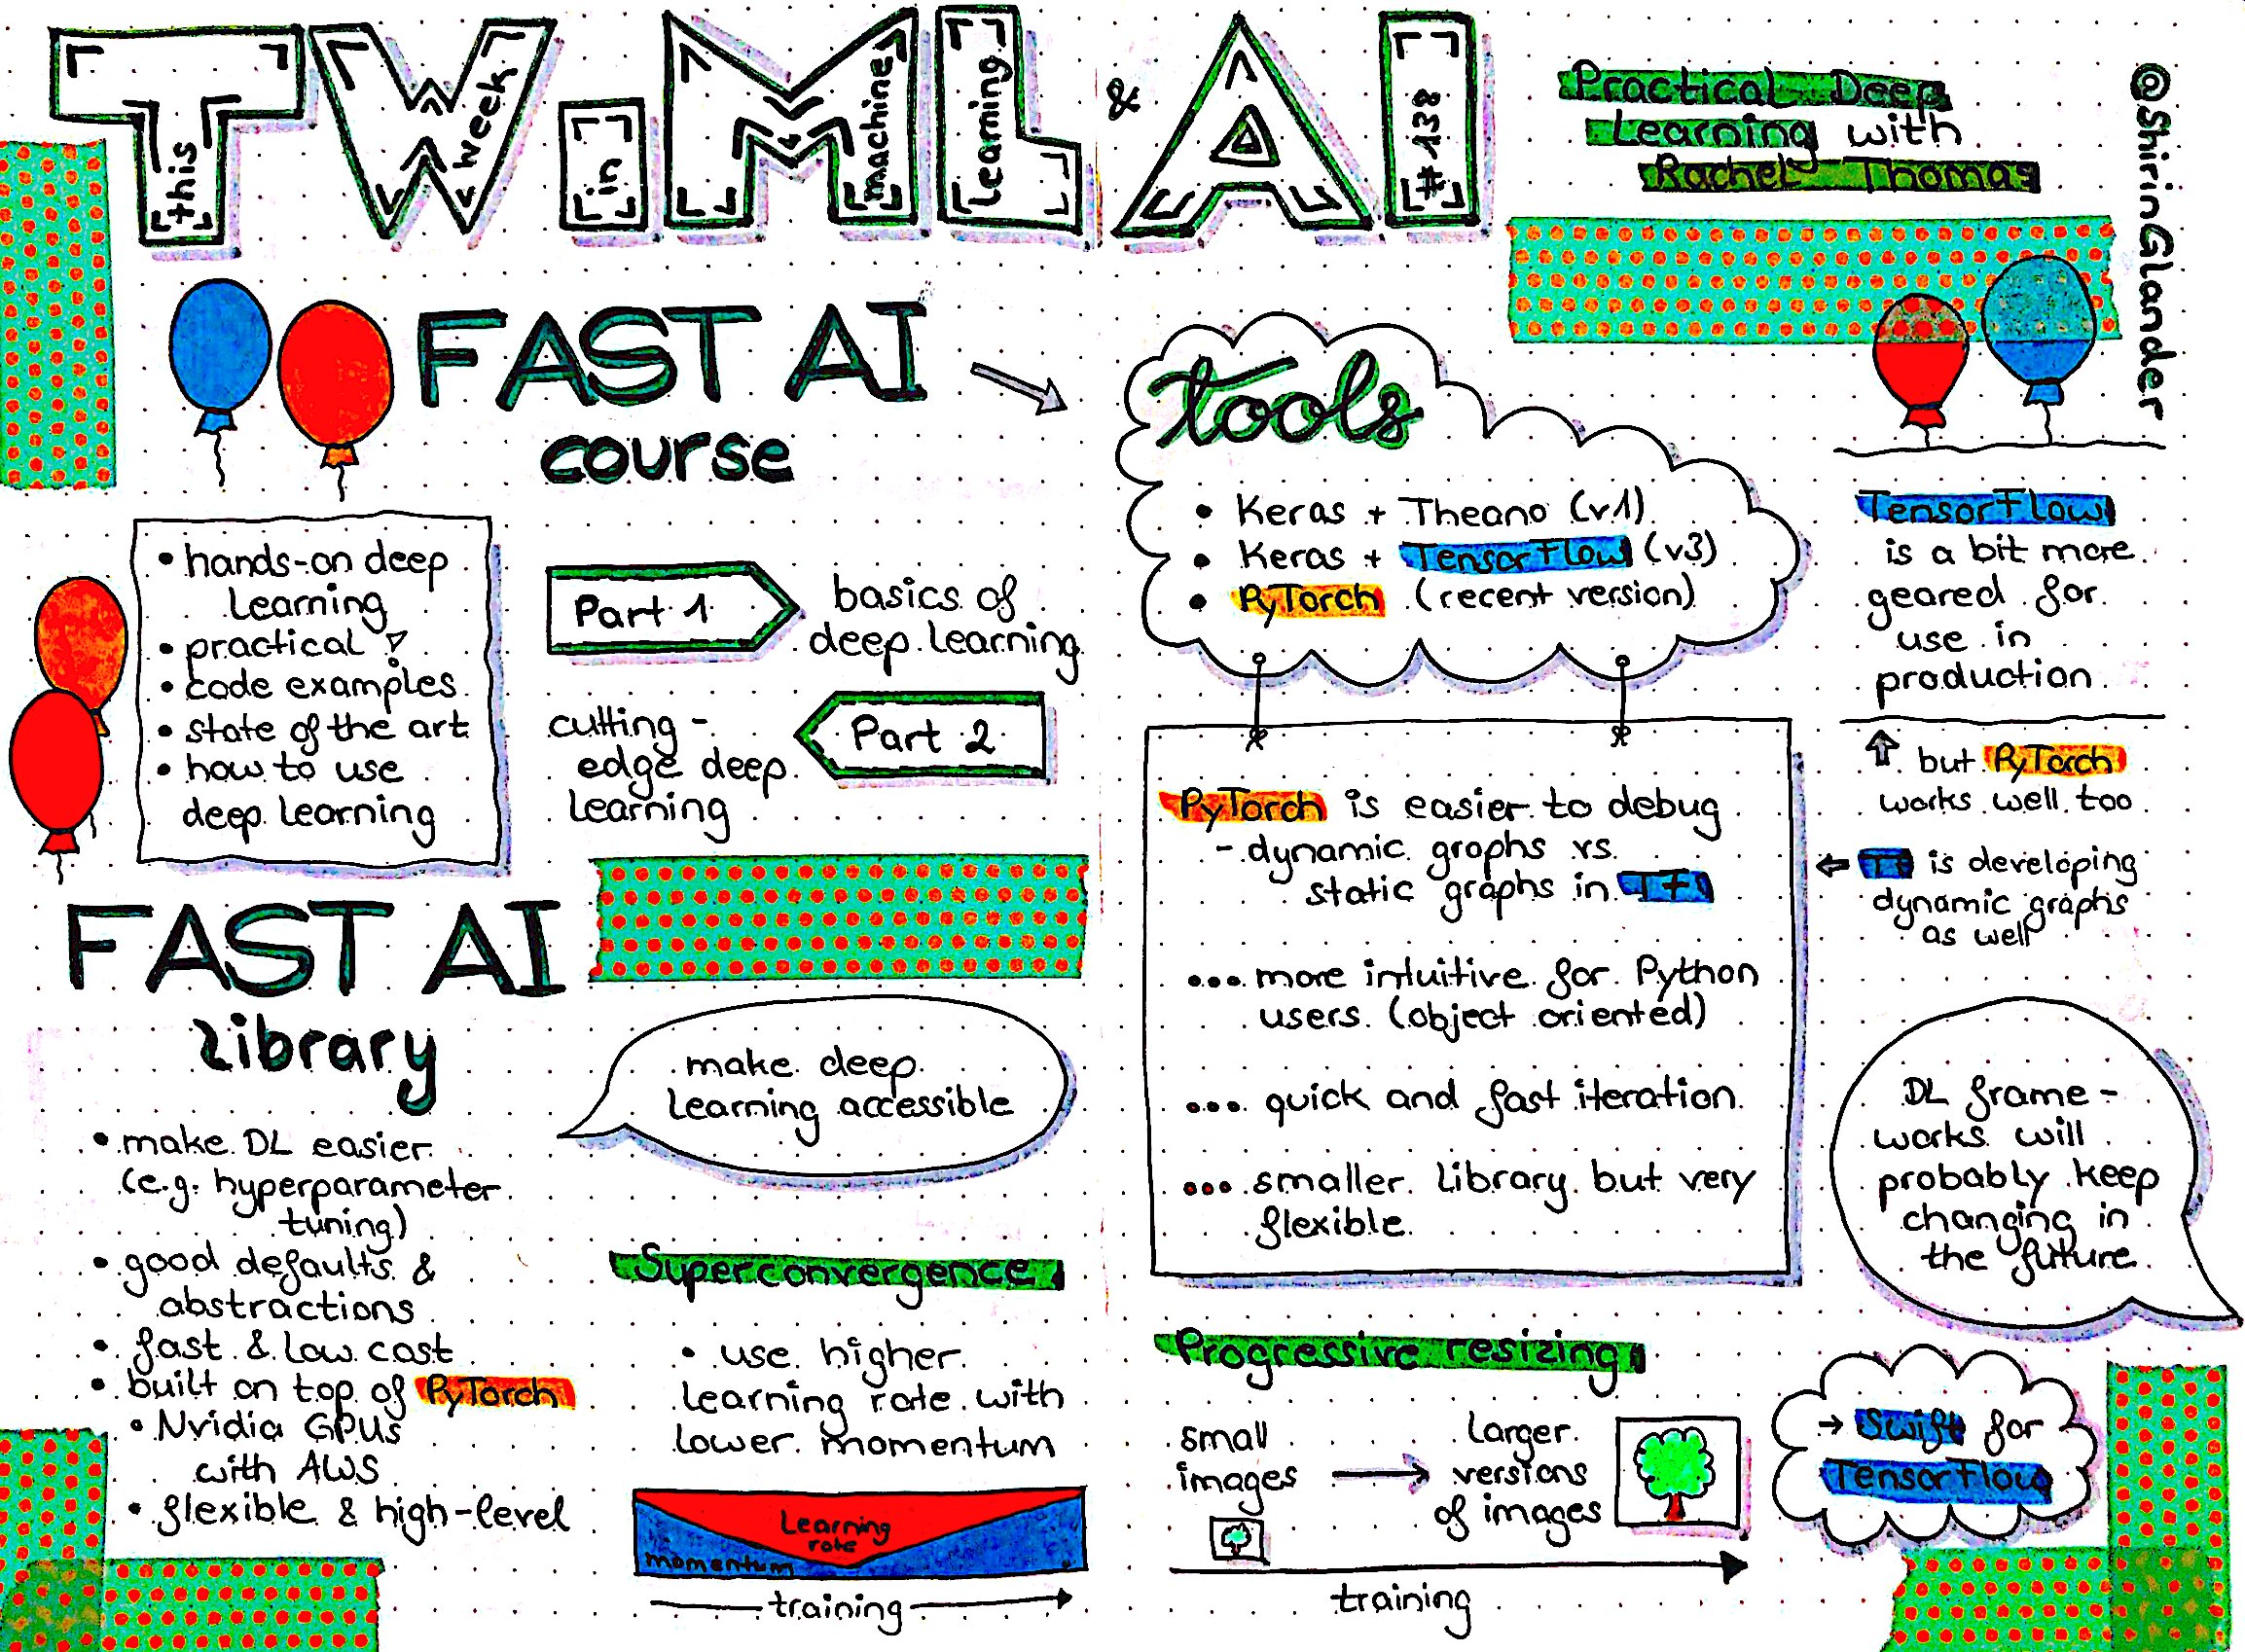 TWiML & AI
this week in machine learning #138
Practical Deep
Learning with
Rachel Thomas
@ShirinGlander
FAST AI
course
• hands-on deep
learning
• practical
• code examples
• state of the art
• how to use
deep learning
Part 1
basics of
deep learning
cutting-
edge deep
learning
Part 2
tools
• Keras + Theano (v1)
• Keras + TensorFlow (v3)
• PyTorch (recent version)
PyTorch is easier to debug
- dynamic graphs vs.
static graphs in TF
... more intuitive for Python
users (object oriented)
... quick and fast iteration
... smaller library but very
flexible
TensorFlow
is a bit more
geared for
use in
production
⇑ but PyTorch
works well too
⇐ TF is developing
dynamic graphs
as well
DL frame-
works will
probably keep
changing in
the future
→ Swift for
TensorFlow
FAST AI
library
• make DL easier
(e.g. hyperparameter
tuning)
• good defaults &
abstractions
• fast & low cost
• built on top of PyTorch
• Nvidia GPUs
with AWS
• flexible & high-level
make deep
learning accessible
Superconvergence
• use higher
learning rate with
lower momentum
Learning
rate
momentum
training
Progressive resizing
small
images
→
larger
versions
of images
training